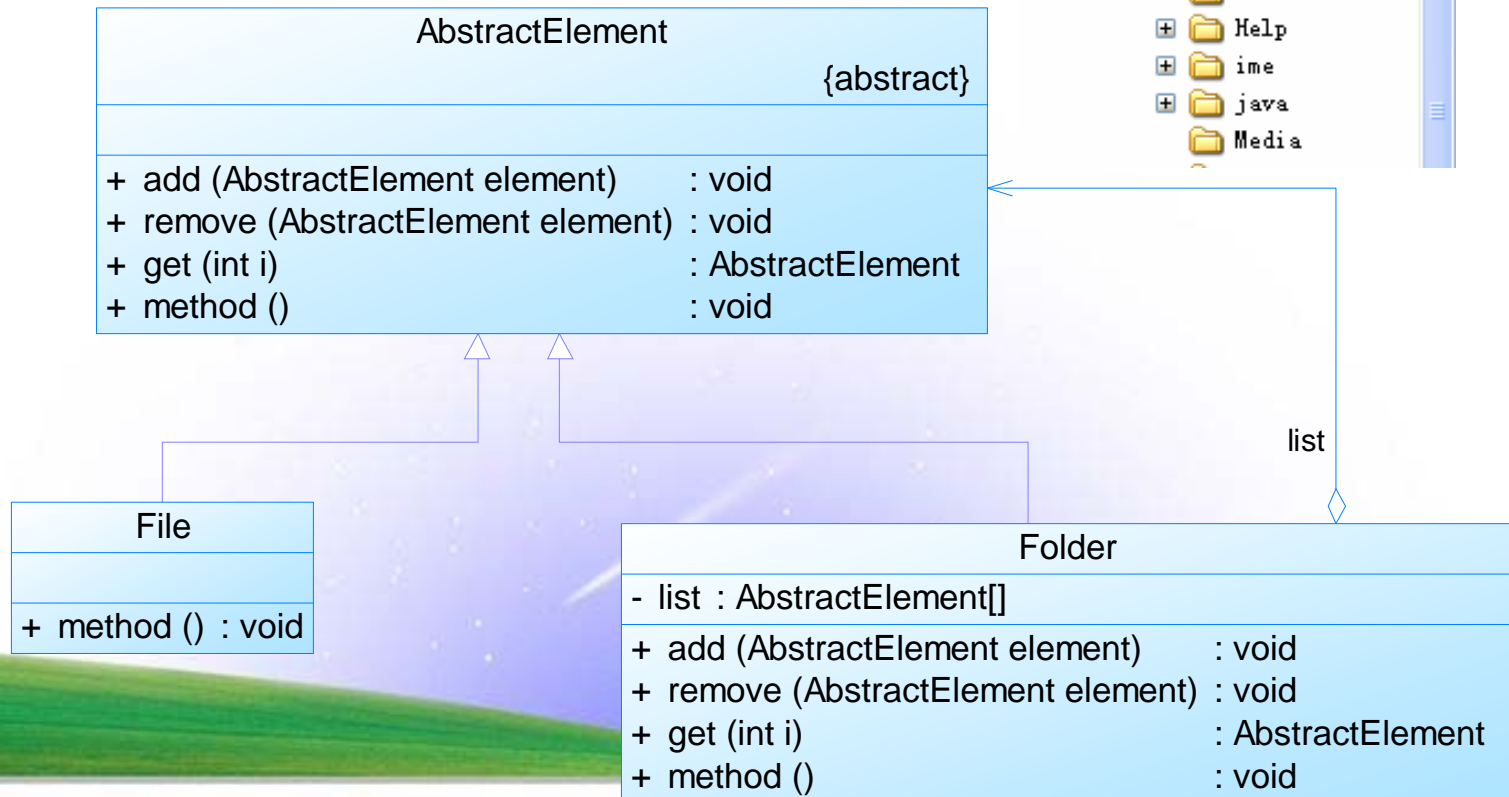 AbstractElement
{abstract}
+ add (AbstractElement element) : void
+ remove (AbstractElement element) : void
+ get (int i) : AbstractElement
+ method () : void
Help
ime
java
Media
list
File
+ method () : void
Folder
- list : AbstractElement[]
+ add (AbstractElement element) : void
+ remove (AbstractElement element) : void
+ get (int i) : AbstractElement
+ method () : void